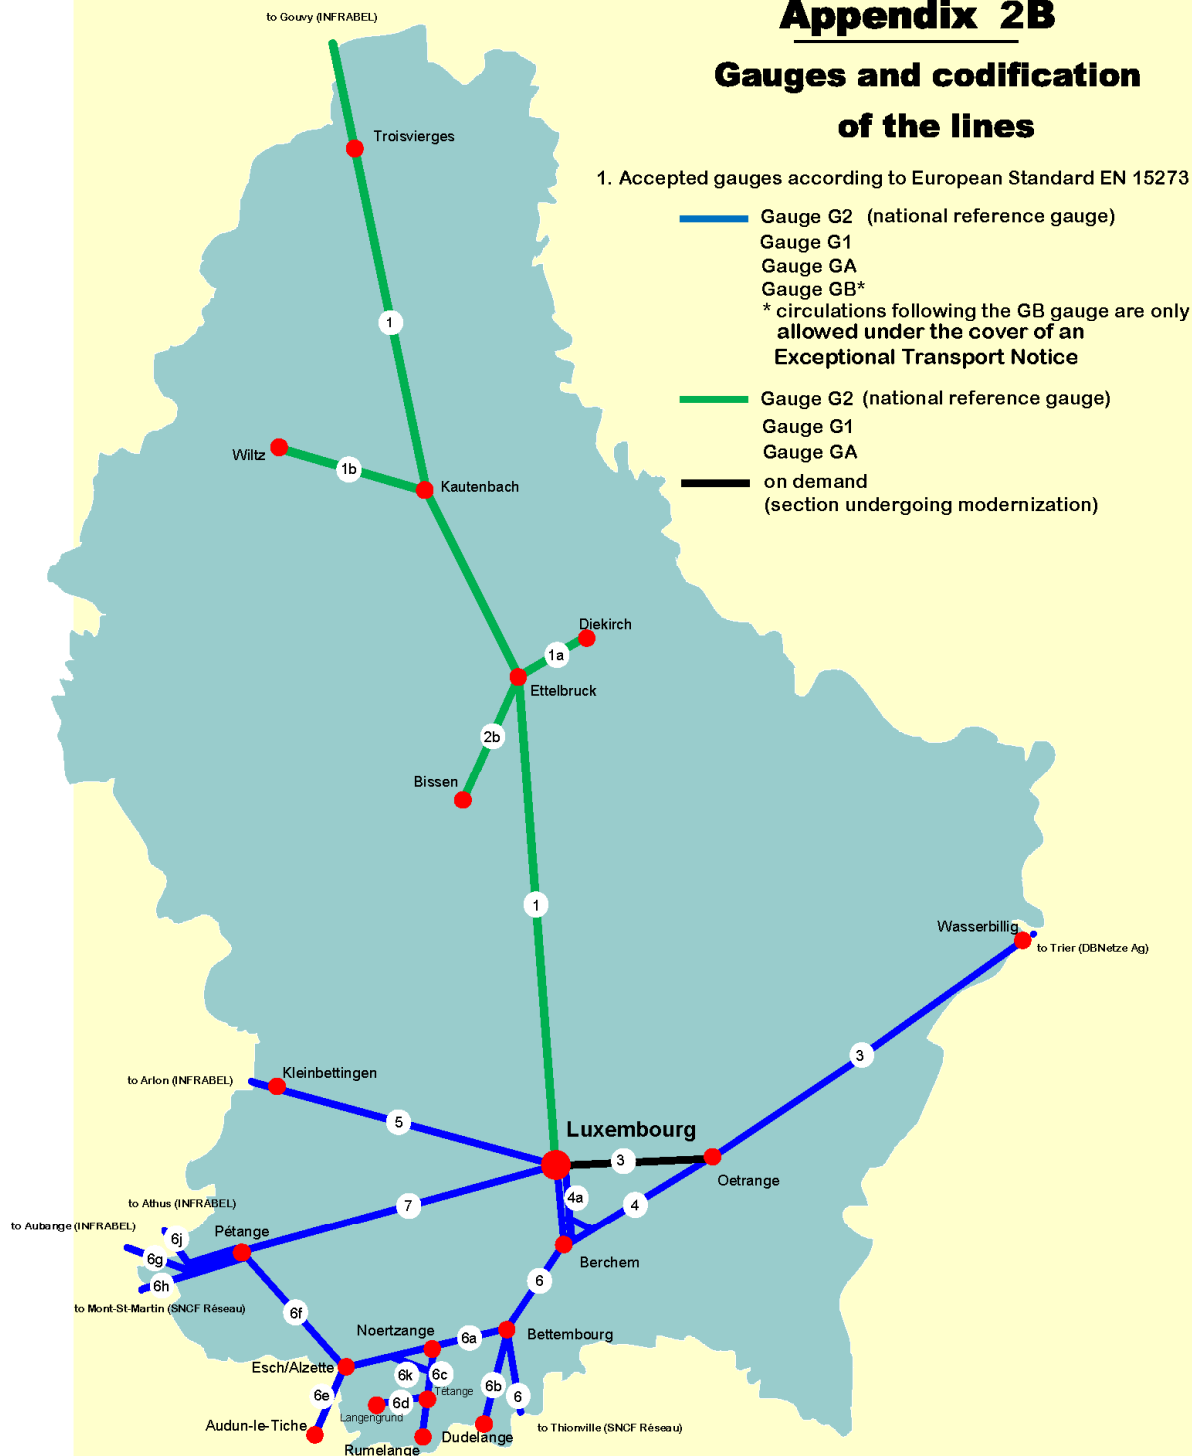 to Gouvy (INFRABEL)
Appendix 2B
Gauges and codification
of the lines
Troisvierges
1. Accepted gauges according to European Standard EN 15273
Gauge G2 (national reference gauge)
Gauge G1
Gauge GA
Gauge GB*
* circulations following the GB gauge are only
allowed under the cover of an
Exceptional Transport Notice
1
Gauge G2 (national reference gauge)
Gauge G1
Gauge GA
on demand
(section undergoing modernization)
Wiltz
1b
Kautenbach
Diekirch
1a
Ettelbruck
2b
Bissen
1
Wasserbillig
to Trier (DBNetze Ag)
3
Kleinbettingen
to Arlon (INFRABEL)
5
Luxembourg
3
Oetrange
4a
4
7
to Athus (INFRABEL)
to Aubange (INFRABEL)
Pétange
6j
6g
6h
Berchem
to Mont-St-Martin (SNCF Réseau)
6
6f
Noertzange
6a
Bettembourg
Esch/Alzette
6k
6c
6b
6
6e
6d
Tétange
Langengrund
Audun-le-Tiche
to Thionville (SNCF Réseau)
Dudelange
Rumelange